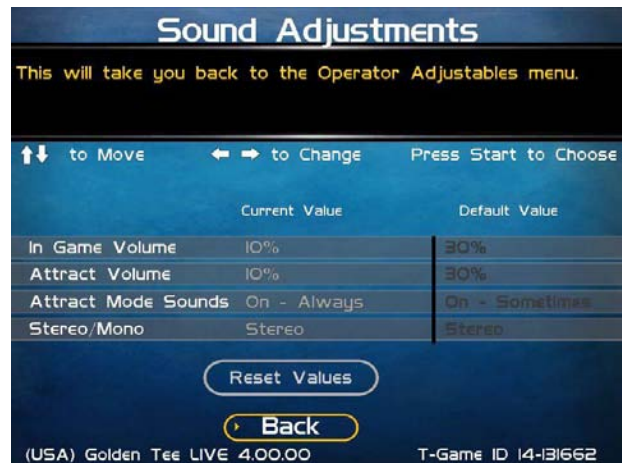 Sound Adjustments
This will take you back to the Operator Adjustables menu.
to Move to Change Press Start to Choose
Current Value Default Value
In Game Volume 10% 30%
Attract Volume 10% 30%
Attract Mode Sounds On - Always On - Sometimes
Stereo/Mono Stereo Stereo
Reset Values
Back
(USA) Golden Tee LIVE 4.00.00 T-Game ID 14-131662